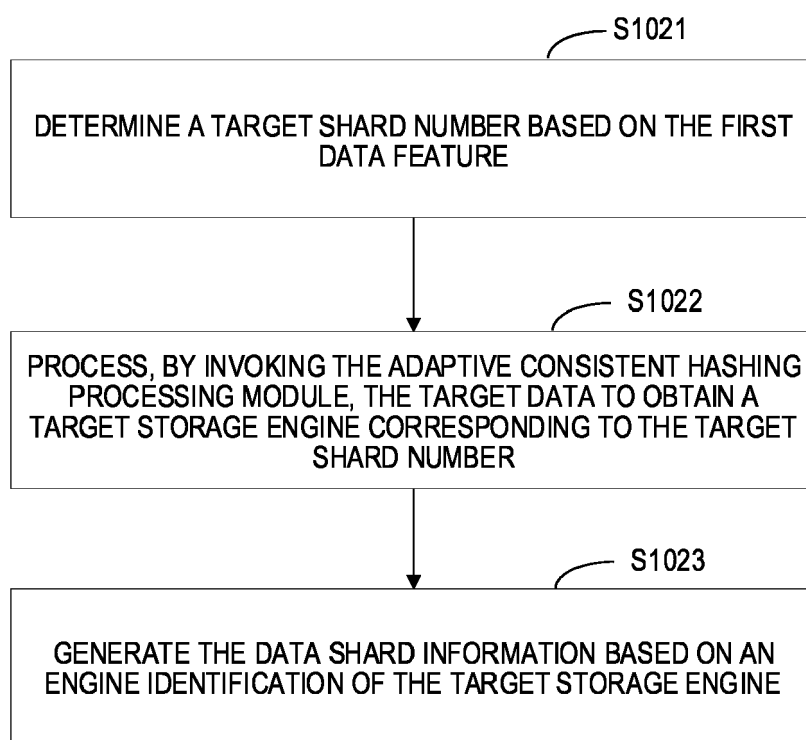 S1021
DETERMINE A TARGET SHARD NUMBER BASED ON THE FIRST
DATA FEATURE
S1022
PROCESS, BY INVOKING THE ADAPTIVE CONSISTENT HASHING
PROCESSING MODULE, THE TARGET DATA TO OBTAIN A
TARGET STORAGE ENGINE CORRESPONDING TO THE TARGET
SHARD NUMBER
S1023
GENERATE THE DATA SHARD INFORMATION BASED ON AN
ENGINE IDENTIFICATION OF THE TARGET STORAGE ENGINE